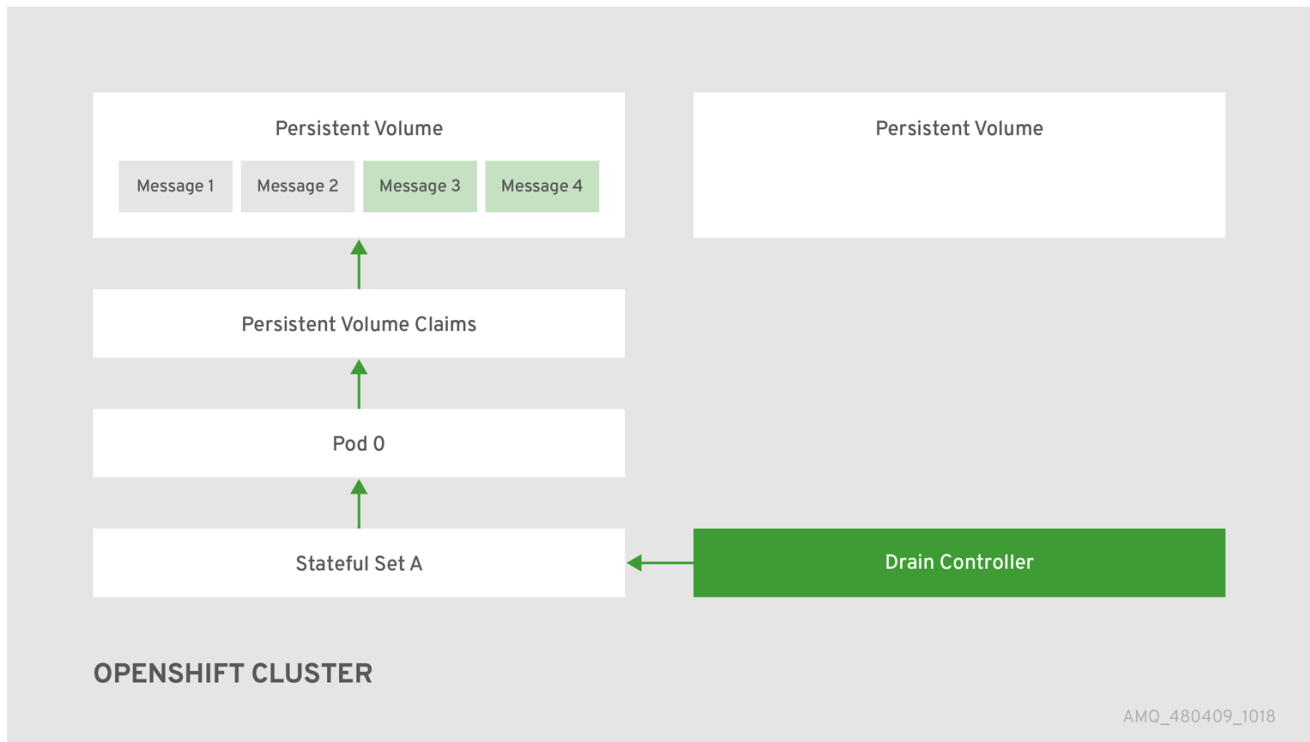 Persistent Volume
Message 1
Message 2
Message 3
Message 4
Persistent Volume
Persistent Volume Claims
Pod 0
Stateful Set A
Drain Controller
OPENSHIFT CLUSTER
AMQ_480409_1018